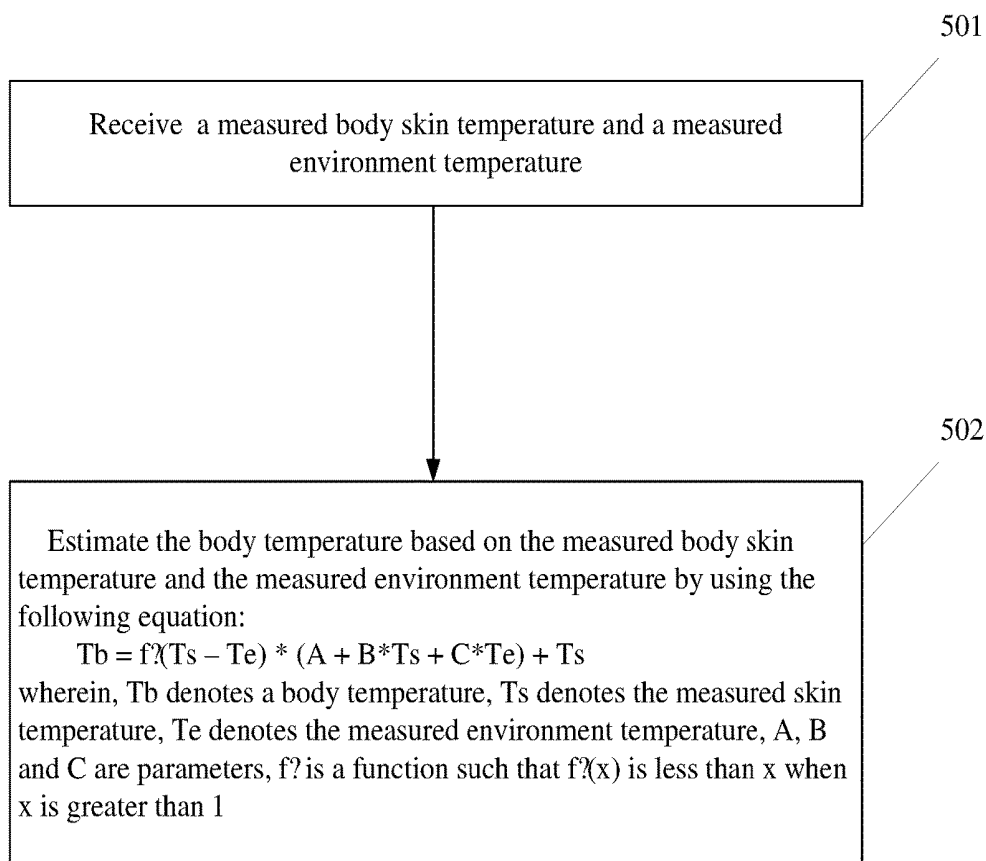 501
Receive a measured body skin temperature and a measured
environment temperature
502
Estimate the body temperature based on the measured body skin
temperature and the measured environment temperature by using the
following equation:
Tb = f?(Ts – Te) * (A + B*Ts + C*Te) + Ts
wherein, Tb denotes a body temperature, Ts denotes the measured skin
temperature, Te denotes the measured environment temperature, A, B
and C are parameters, f? is a function such that f?(x) is less than x when
x is greater than 1